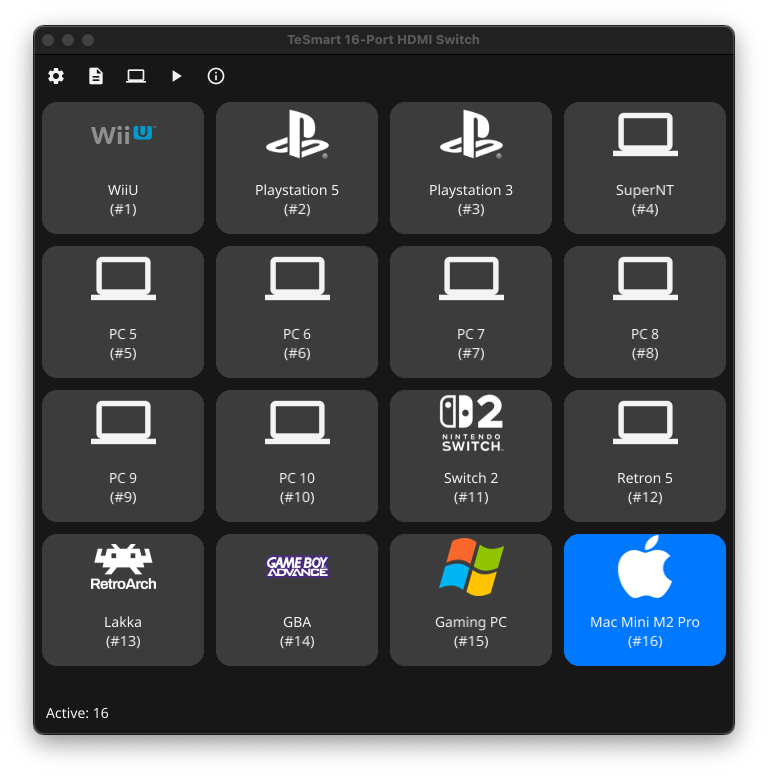 TeSmart 16-Port HDMI Switch
WiiU
WiiU
(#1)
Playstation 5
(#2)
Playstation 3
(#3)
SuperNT
(#4)
PC 5
(#5)
PC 6
(#6)
PC 7
(#7)
PC 8
(#8)
PC 9
(#9)
PC 10
(#10)
2
NINTENDO
SWITCH
Switch 2
(#11)
Retron 5
(#12)
RetroArch
Lakka
(#13)
GAME BOY
ADVANCE
GBA
(#14)
Gaming PC
(#15)
Mac Mini M2 Pro
(#16)
Active: 16